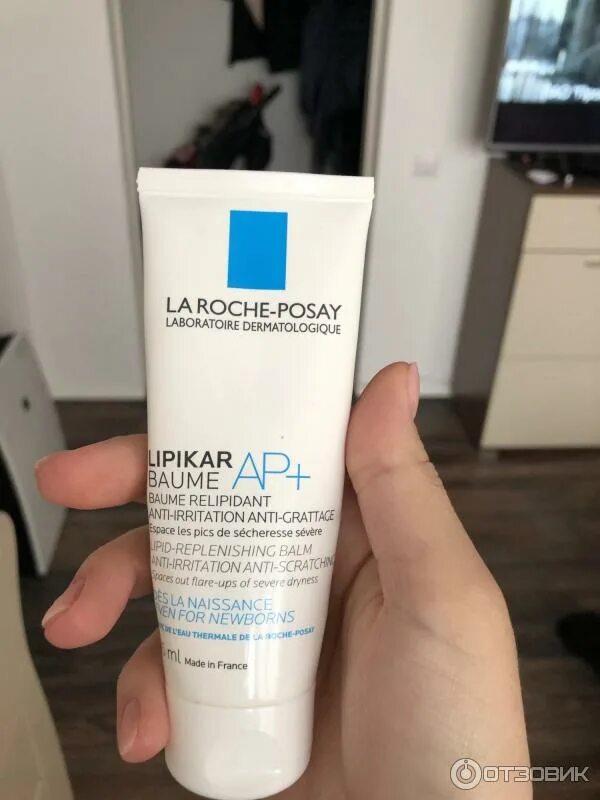 LA ROCHE-POSAY
LABORATOIRE DERMATOLOGIQUE
LIPIKAR
BAUME AP+
BAUME RELIPIDANT
ANTI-IRRITATION ANTI-GRATTAGE
Espace les pics de sécheresse sévère
LIPID-REPLENISHING BALM
ANTI-IRRITATION ANTI-SCRATCHING
Spaces out flare-ups of severe dryness
DÈS LA NAISSANCE
EVEN FOR NEWBORNS
DE L'EAU THERMALE DE LA ROCHE-POSAY
ml Made in France
ОТЗОВИК